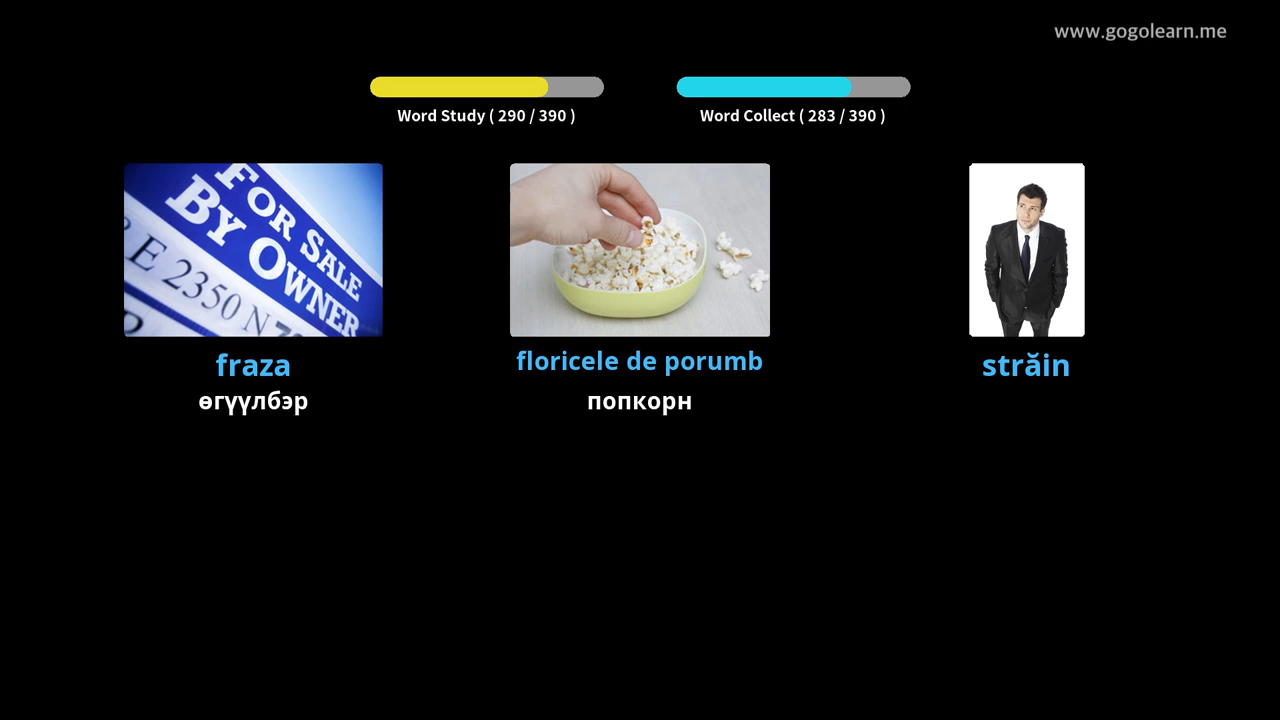 www.gogolearn.me
Word Study ( 290 / 390 )
Word Collect ( 283 / 390 )
FOR SALE
BY OWNER
E 2350 N
fraza
өгүүлбэр
floricele de porumb
попкорн
străin